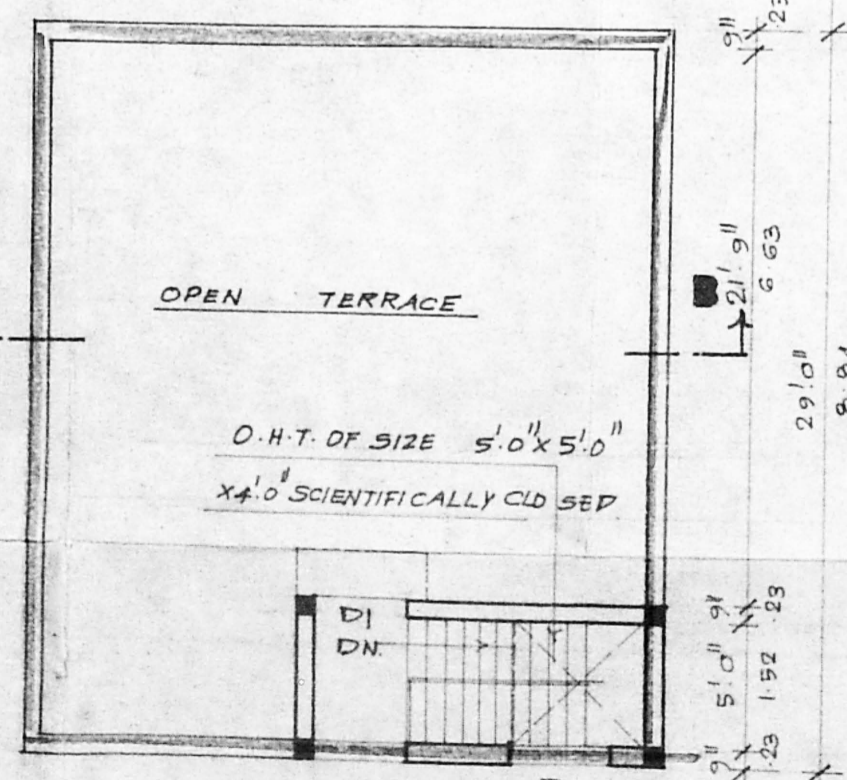 9" .23
OPEN TERRACE
B
21'.9" 6.63
29'.0"
O.H.T. OF SIZE 5'.0" X 5'.0"
X4'.0" SCIENTIFICALLY CLOSED
D1
DN.
9" .23
5'.0" 1.52
9" .23